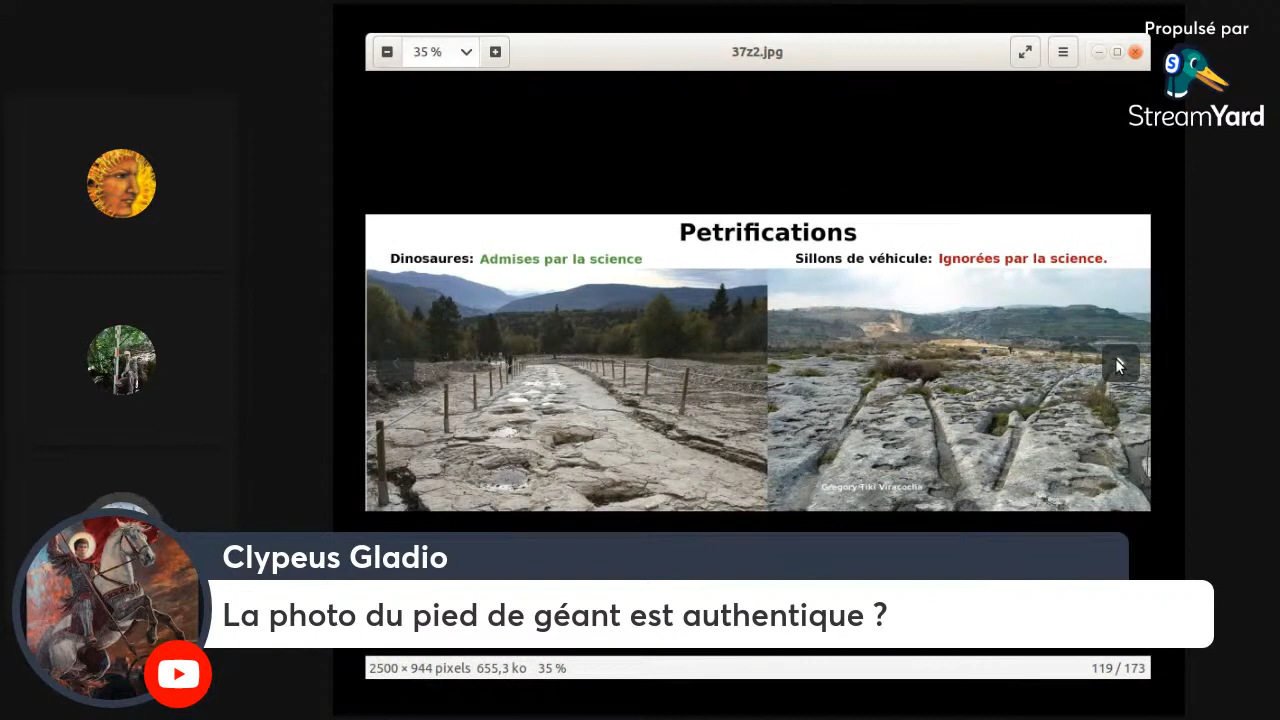 Propulsé par
StreamYard
35 %
37z2.jpg
Petrifications
Dinosaures: Admises par la science
Sillons de véhicule: Ignorées par la science.
Gregory Tiki Viracocha
Clypeus Gladio
La photo du pied de géant est authentique ?
2500 × 944 pixels 655,3 ko 35 %
119 / 173